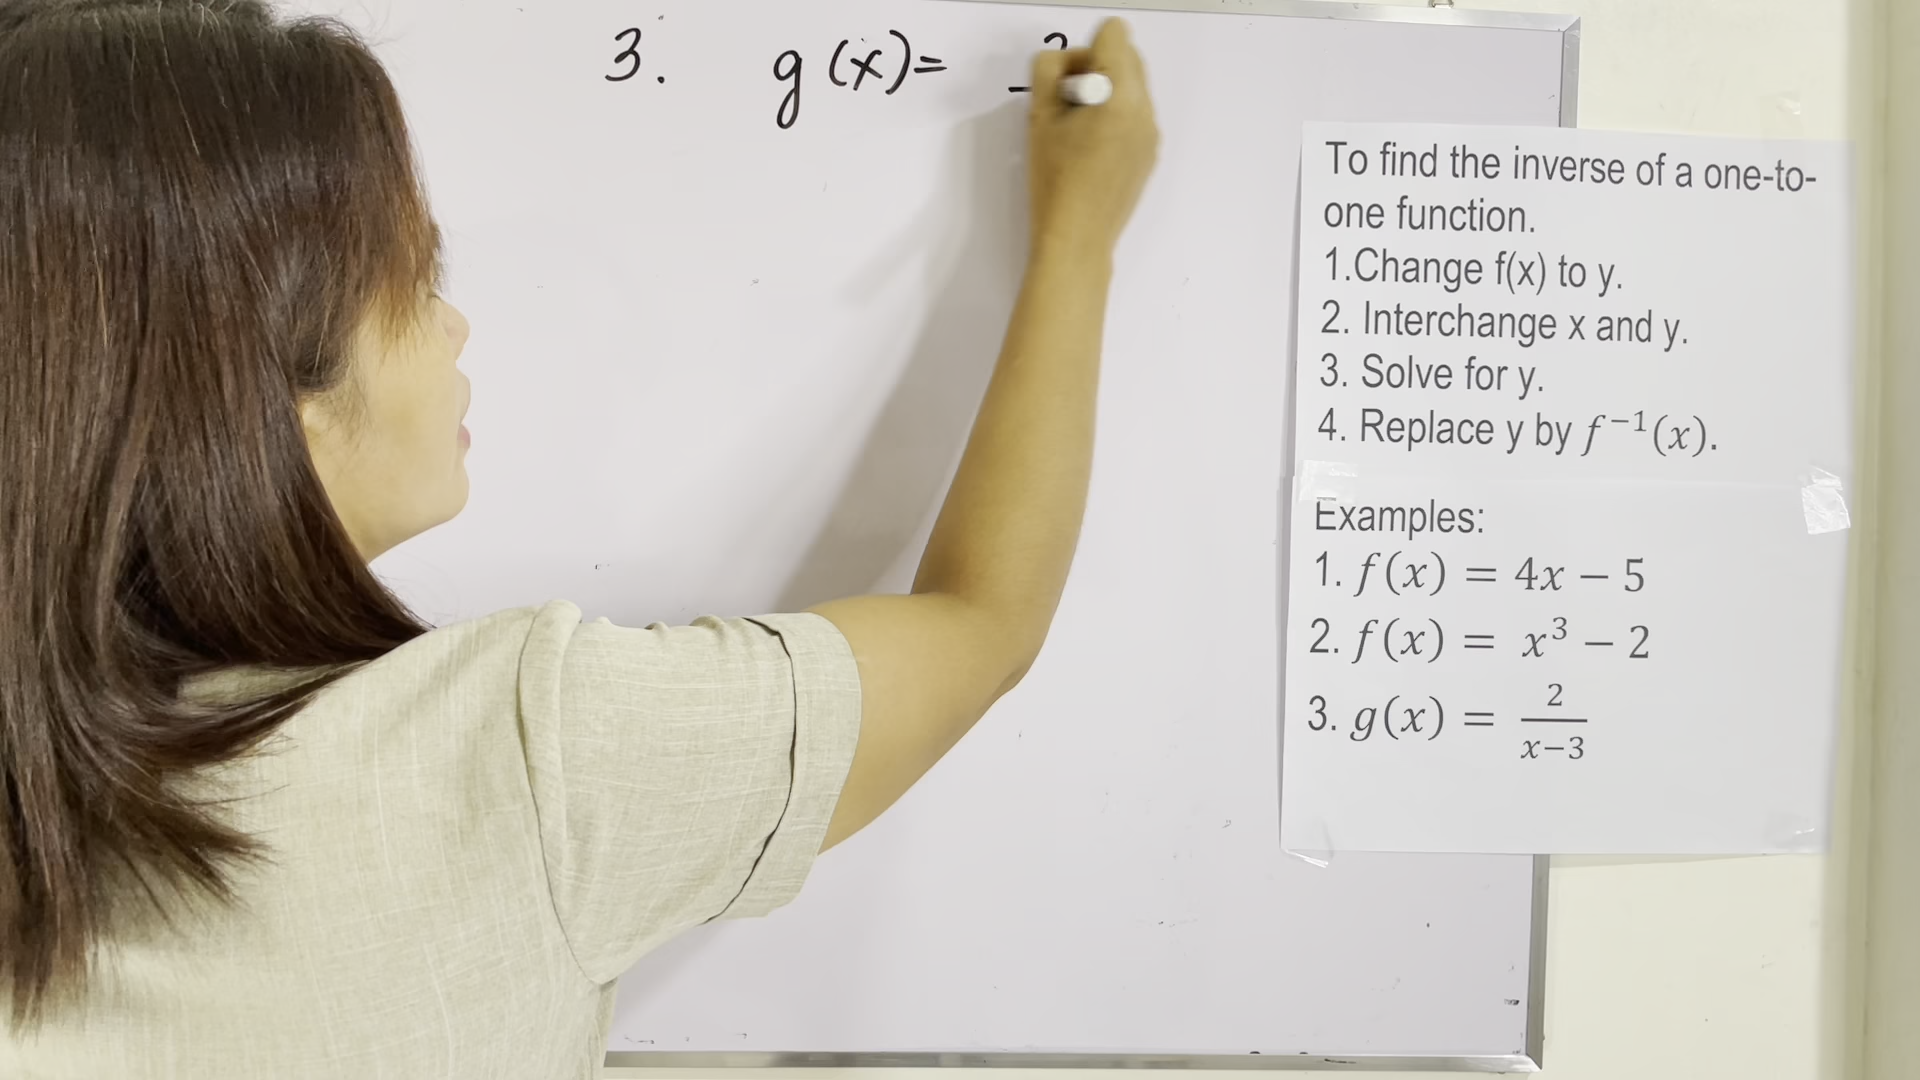 3. g(x)=
To find the inverse of a one-to-
one function.
1.Change f(x) to y.
2. Interchange x and y.
3. Solve for y.
4. Replace y by f⁻¹(x).
Examples:
1. f(x) = 4x – 5
2. f(x) = x³ – 2
3. g(x) = 2/(x–3)